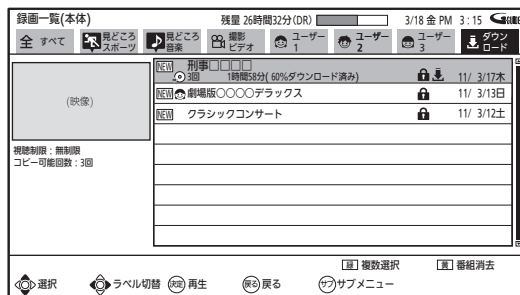 録画一覧(本体) 残量 26時間32分(DR) 3/18 金 PM 3:15 Gガイド
全 すべて 見どころスポーツ 見どころ音楽 撮影ビデオ ユーザー1 ユーザー2 ユーザー3 ダウンロード
(映像)
視聴制限:無制限
コピー可能回数:3回
NEW 刑事□□□□
3回 1時間58分(60%ダウンロード済み) 11/ 3/17木
NEW 劇場版○○○○デラックス 11/ 3/13日
NEW クラシックコンサート 11/ 3/12土
緑 複数選択 黄 番組消去
選択 ラベル切替 決定 再生 戻る 戻る サブ サブメニュー